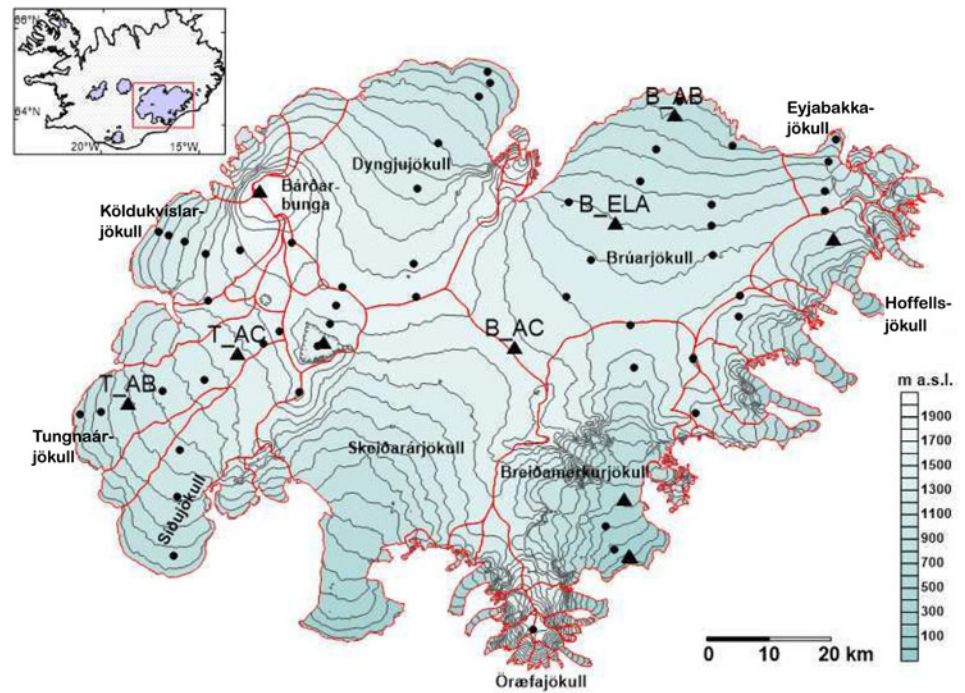 66°N
64°N
20°W
15°W
B_AB
Eyjabakka-
jökull
Dyngjujökull
Bárðar-
bunga
Köldukvíslar-
jökull
B_ELA
Brúarjökull
Hoffells-
jökull
T_AC
B_AC
T_AB
Tungnaár-
jökull
Síðujökull
Skeiðarárjökull
Breiðamerkurjökull
Öræfajökull
m a.s.l.
1900
1700
1500
1300
1100
900
700
500
300
100
0 10 20 km